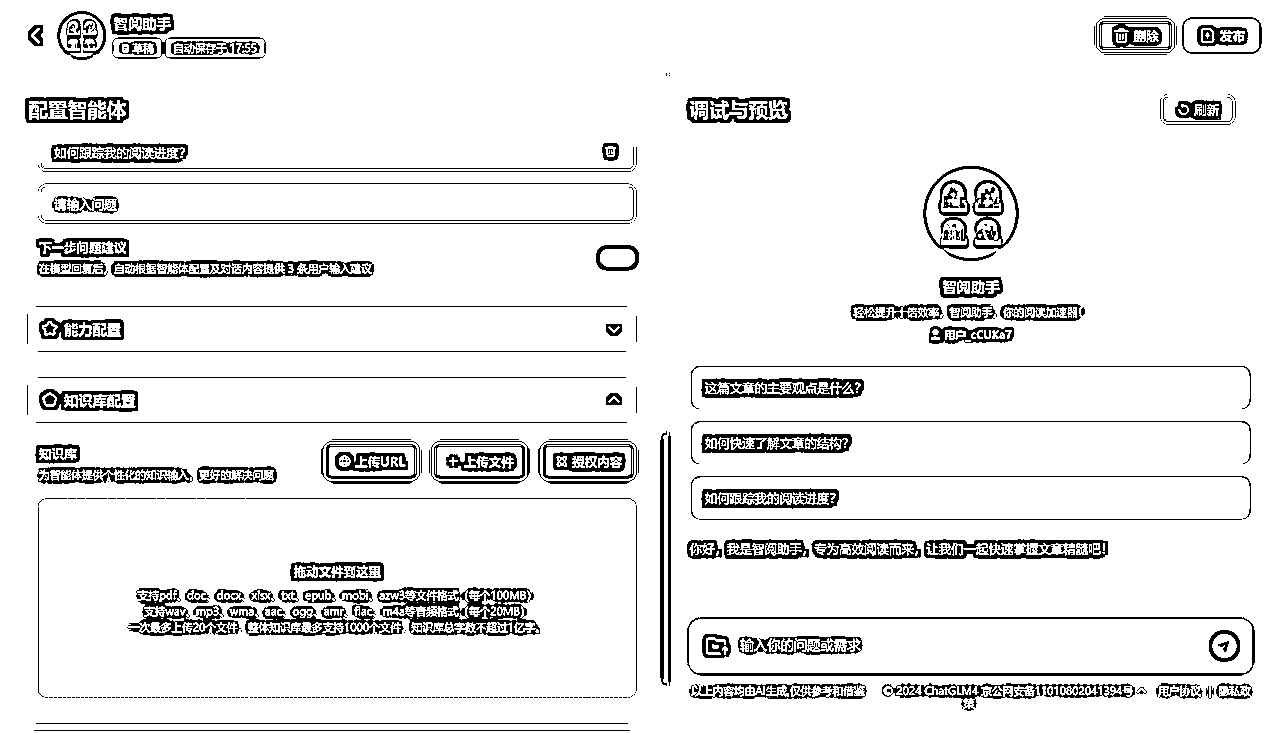 智阅助手
草稿 自动保存于 17:55
删除 发布
配置智能体
如何跟踪我的阅读进度?
请输入问题
下一步问题建议
在模型回复后，自动根据智能体配置及对话内容提供 3 条用户输入建议
能力配置
知识库配置
知识库
为智能体提供个性化的知识输入，更好的解决问题
上传URL 上传文件 授权内容
拖动文件到这里
支持pdf、doc、docx、xlsx、txt、epub、mobi、azw3等文件格式（每个100MB）
支持wav、mp3、wma、aac、ogg、amr、flac、m4a等音频格式（每个20MB）
一次最多上传20个文件，整体知识库最多支持1000个文件，知识库总字数不超过1亿字。
调试与预览
刷新
智阅助手
轻松提升十倍效率，智阅助手，你的阅读加速器！
用户_cCUKa7
这篇文章的主要观点是什么?
如何快速了解文章的结构?
如何跟踪我的阅读进度?
你好，我是智阅助手，专为高效阅读而来，让我们一起快速掌握文章精髓吧！
输入你的问题或需求
以上内容均由AI生成,仅供参考和借鉴 © 2024 ChatGLM4 京公网安备11010802041394号 用户协议 | 隐私政
策